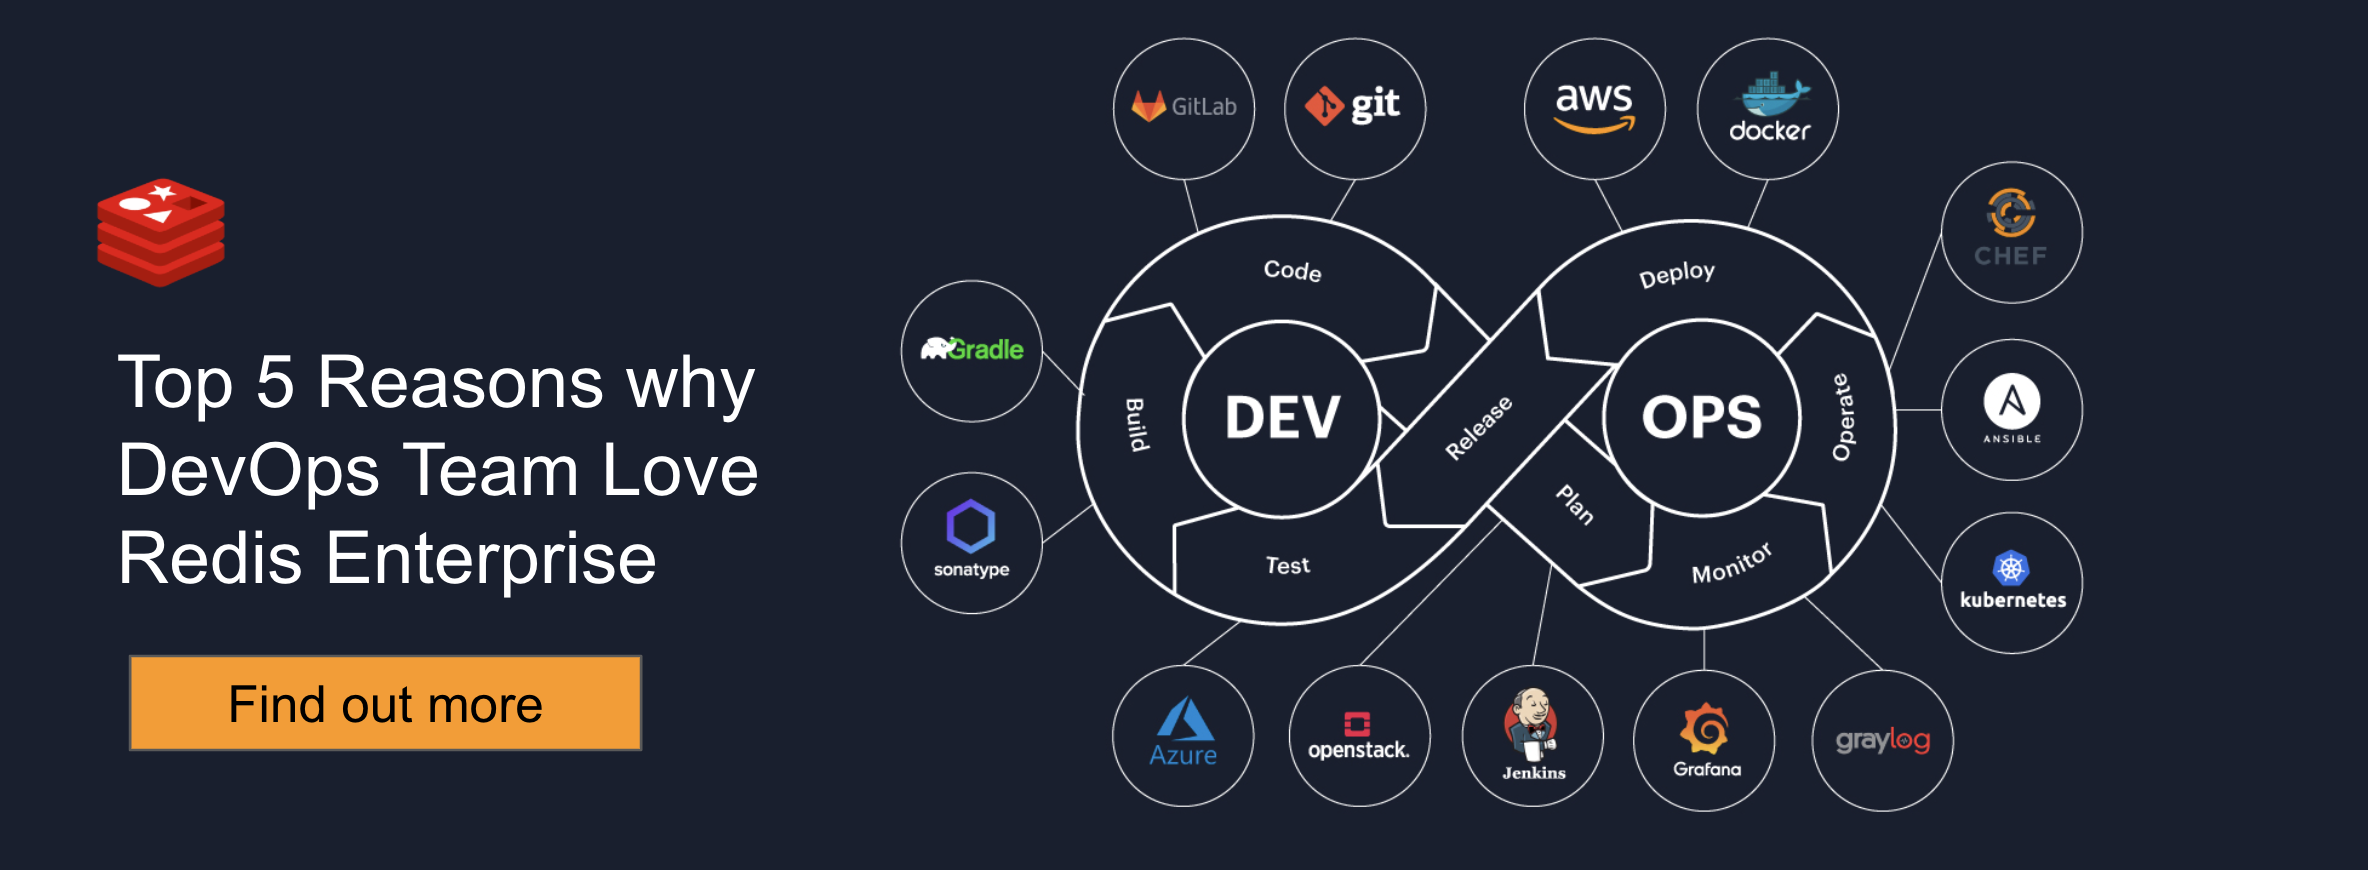 Top 5 Reasons why
DevOps Team Love
Redis Enterprise
Find out more
GitLab
git
aws
docker
CHEF
Gradle
ANSIBLE
sonatype
kubernetes
Azure
openstack.
Jenkins
Grafana
graylog
Code
Build
DEV
Test
Release
Deploy
OPS
Operate
Plan
Monitor